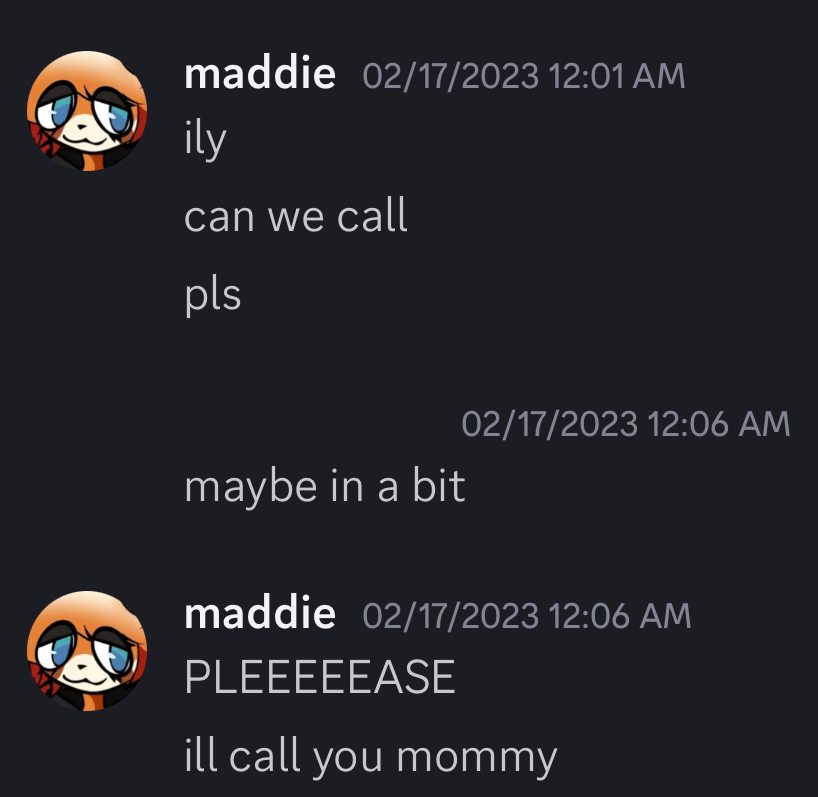 maddie 02/17/2023 12:01 AM
ily
can we call
pls
02/17/2023 12:06 AM
maybe in a bit
maddie 02/17/2023 12:06 AM
PLEEEEEASE
ill call you mommy